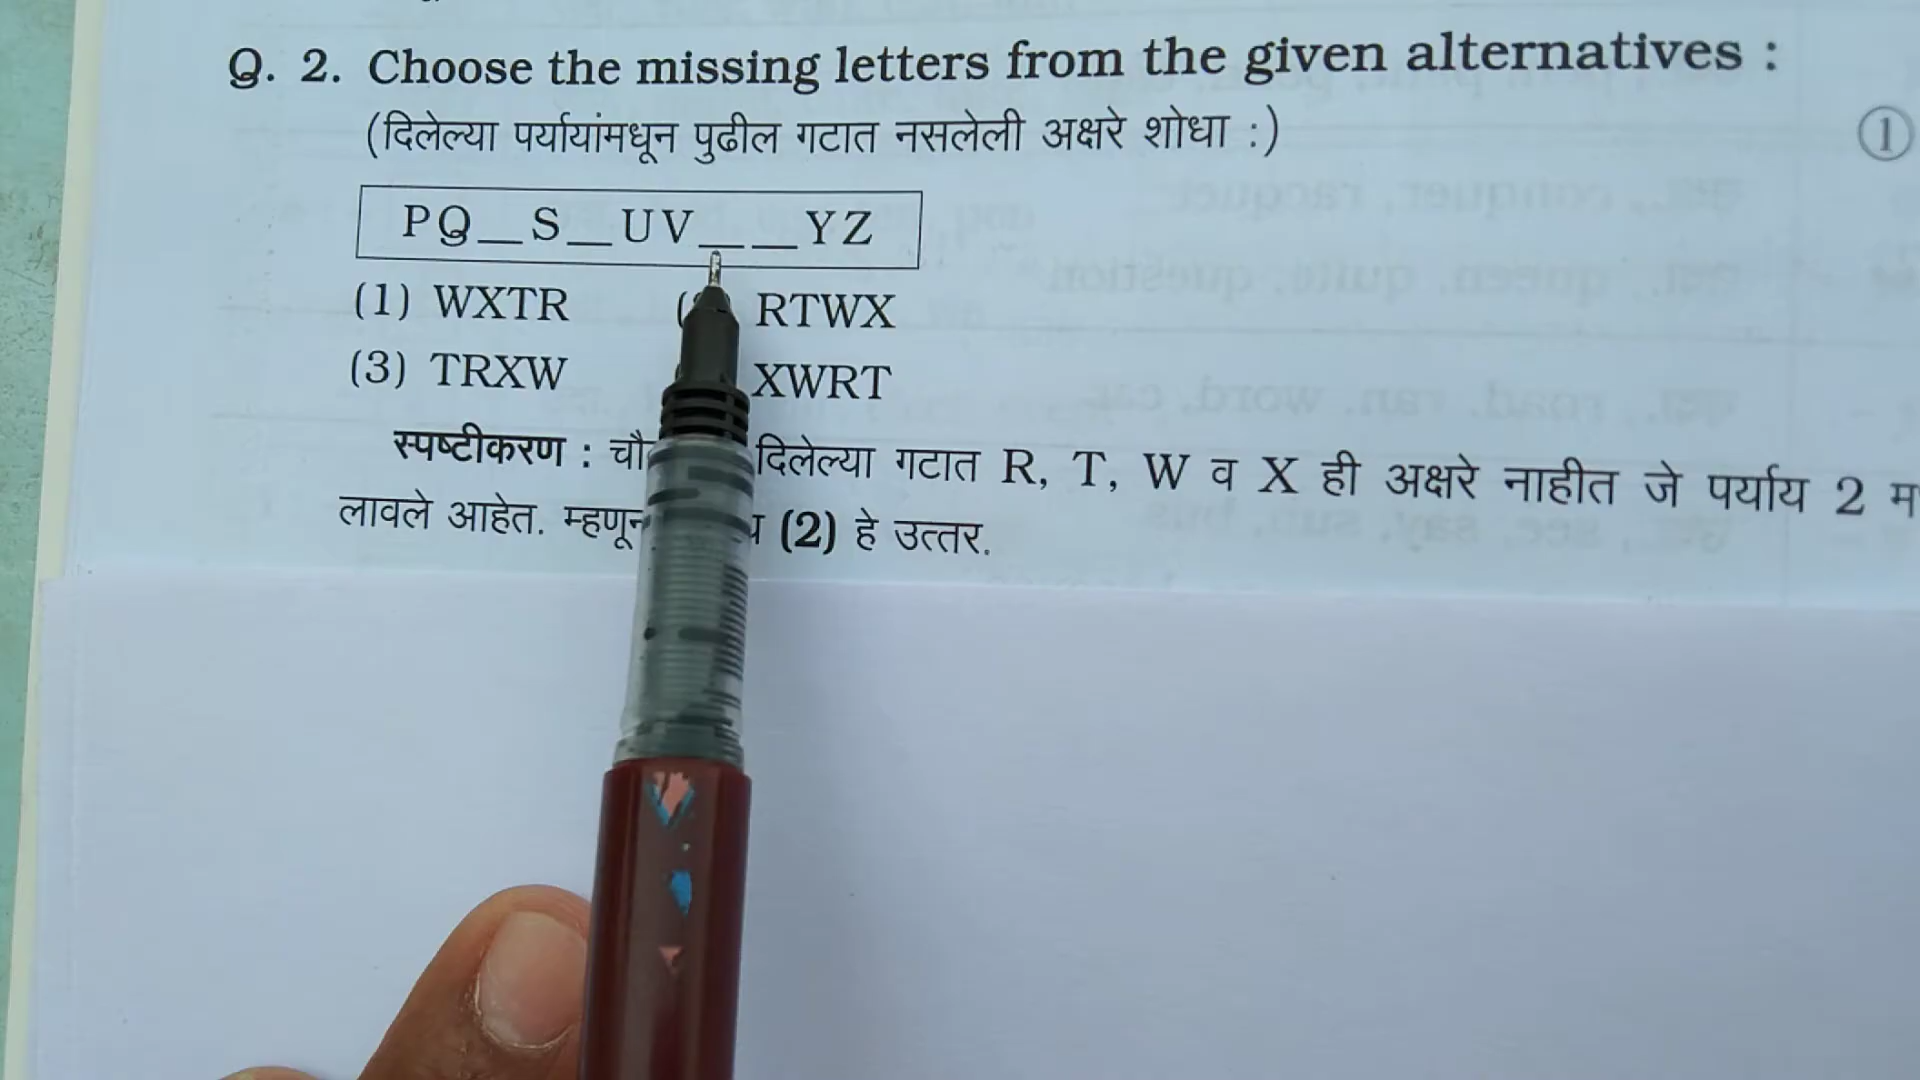 Q. 2. Choose the missing letters from the given alternatives :
(दिलेल्या पर्यायांमधून पुढील गटात नसलेली अक्षरे शोधा :)
1
PQ__S__UV____YZ
(1) WXTR RTWX
(3) TRXW XWRT
स्पष्टीकरण : दिलेल्या गटात R, T, W व X ही अक्षरे नाहीत जे पर्याय 2
लावले आहेत. म्हणून (2) हे उत्तर.